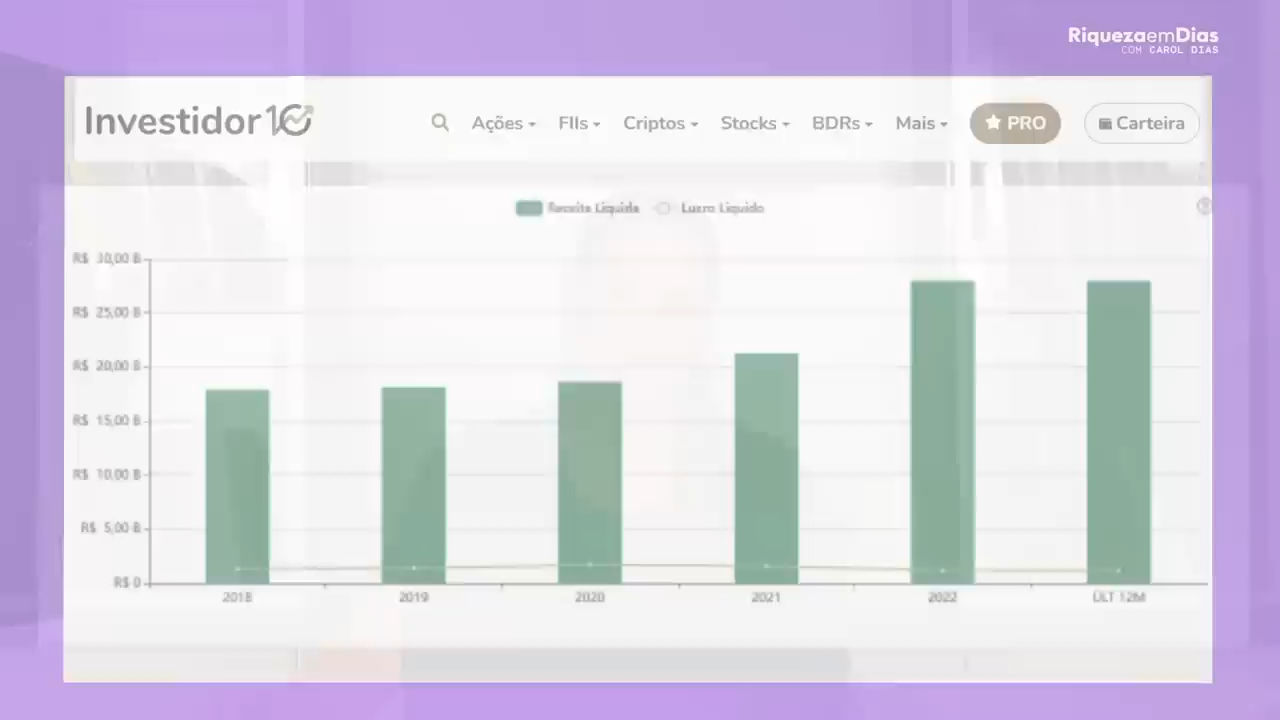 RiquezaemDias
COM CAROL DIAS
Investidor10
Ações
FIIs
Criptos
Stocks
BDRs
Mais
PRO
Carteira
Receita Líquida
Lucro Líquido
R$ 30,00 B
R$ 25,00 B
R$ 20,00 B
R$ 15,00 B
R$ 10,00 B
R$ 5,00 B
R$ 0
2018
2019
2020
2021
2022
ÚLT 12M